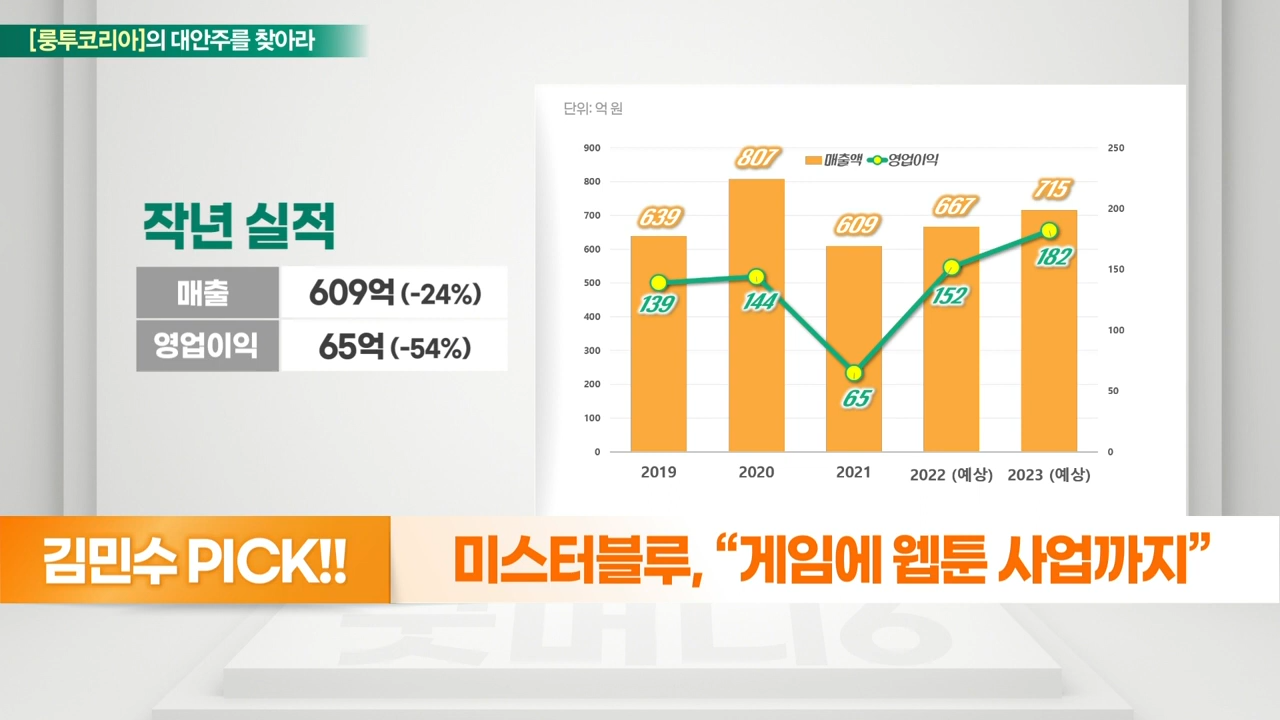 [룽투코리아]의 대안주를 찾아라
작년 실적
매출 609억 (-24%)
영업이익 65억 (-54%)
단위: 억 원
매출액 영업이익
900
800
700
600
500
400
300
200
100
0
250
200
150
100
50
0
639
807
609
667
715
139
144
65
152
182
2019 2020 2021 2022 (예상) 2023 (예상)
김민수 PICK!!
미스터블루, “게임에 웹툰 사업까지”